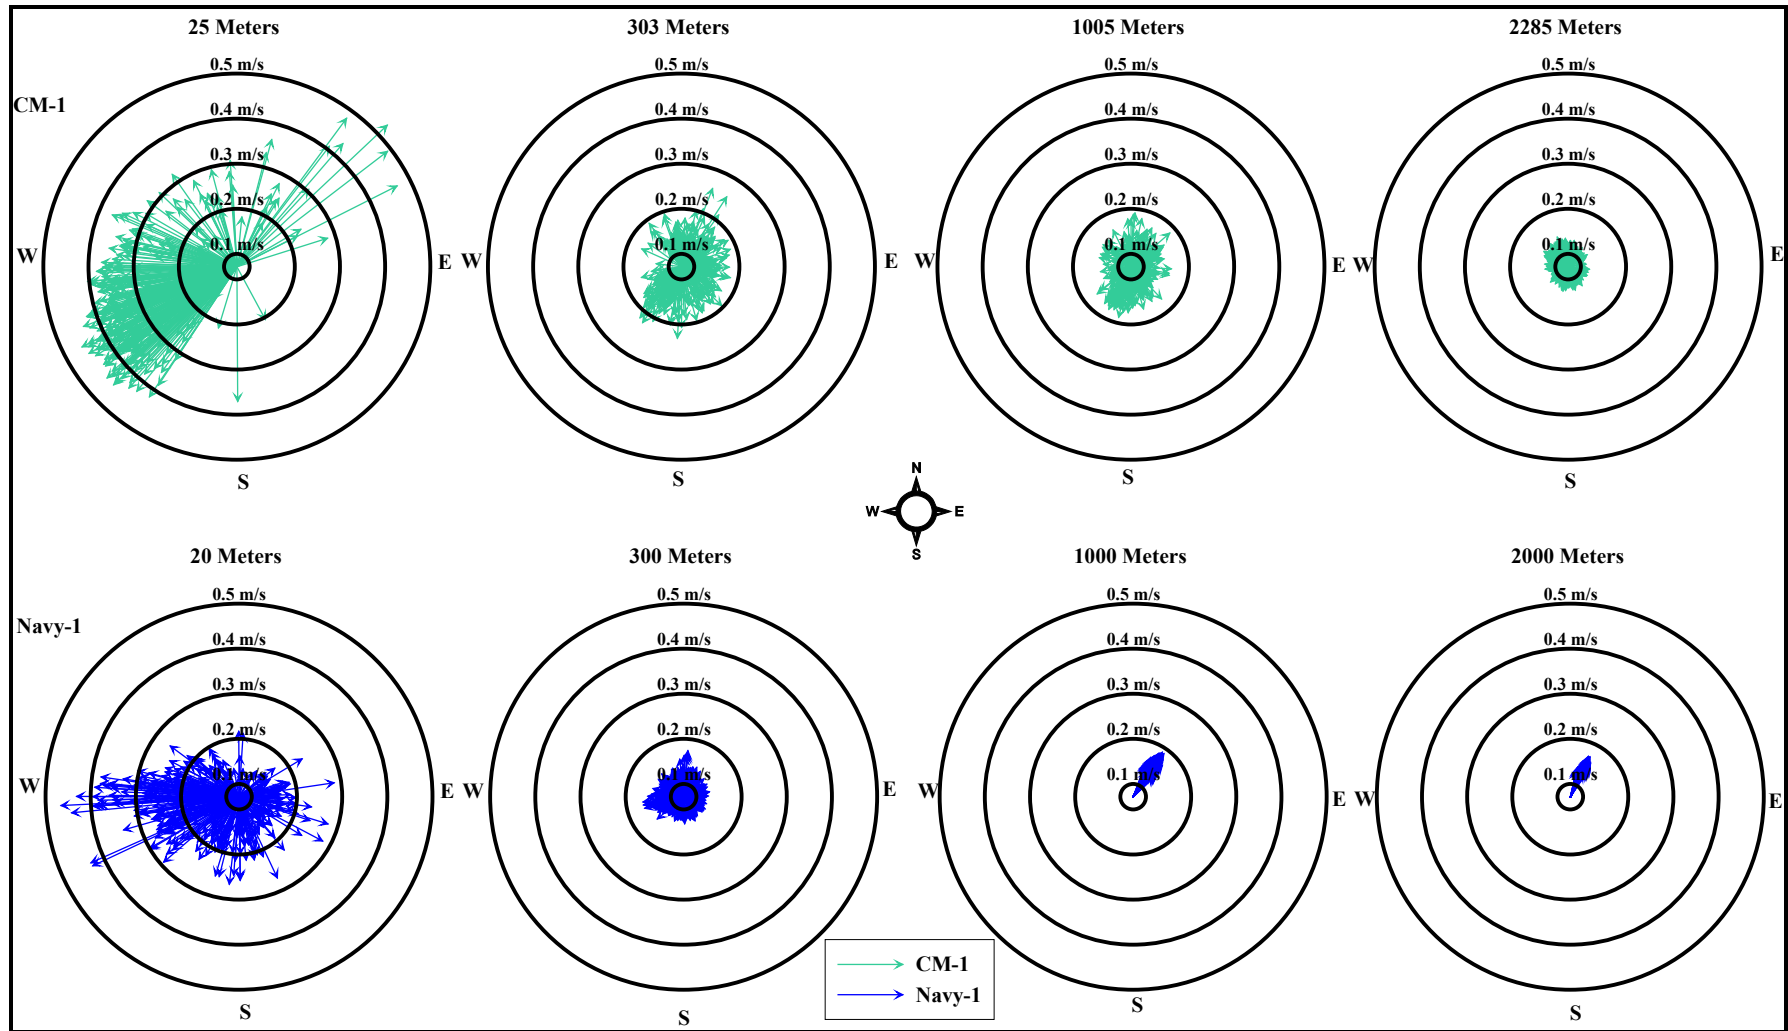 25 Meters 303 Meters 1005 Meters 2285 Meters
0.5 m/s 0.5 m/s 0.5 m/s 0.5 m/s
CM-1
0.4 m/s 0.4 m/s 0.4 m/s 0.4 m/s
0.3 m/s 0.3 m/s 0.3 m/s 0.3 m/s
0.2 m/s 0.2 m/s 0.2 m/s 0.2 m/s
0.1 m/s 0.1 m/s 0.1 m/s 0.1 m/s
W E W E W E W E
S S S S
N
W E
S
20 Meters 300 Meters 1000 Meters 2000 Meters
0.5 m/s 0.5 m/s 0.5 m/s 0.5 m/s
Navy-1
0.4 m/s 0.4 m/s 0.4 m/s 0.4 m/s
0.3 m/s 0.3 m/s 0.3 m/s 0.3 m/s
0.2 m/s 0.2 m/s 0.2 m/s 0.2 m/s
0.1 m/s 0.1 m/s 0.1 m/s 0.1 m/s
W E W E W E W E
CM-1
Navy-1
S S S S